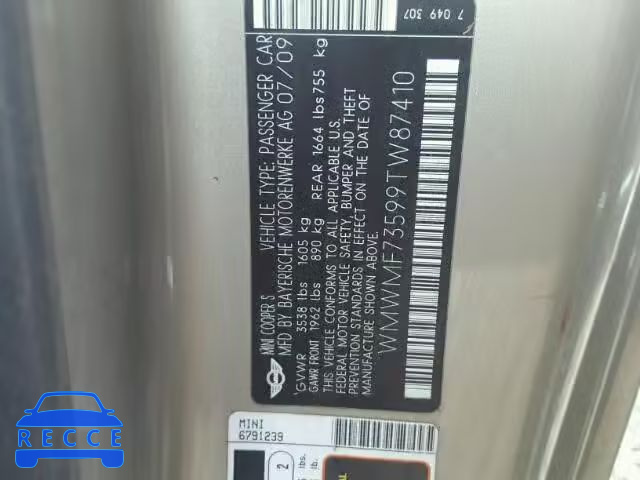 7 049 307
MINI COOPER S VEHICLE TYPE: PASSENGER CAR
MFD BY BAYERISCHE MOTORENWERKE AG 07/09
GVWR 3538 lbs 1605 kg
GAWR FRONT 1962 lbs 890 kg REAR 1664 lbs 755 kg
THIS VEHICLE CONFORMS TO ALL APPLICABLE U.S.
FEDERAL MOTOR VEHICLE SAFETY, BUMPER AND THEFT
PREVENTION STANDARDS IN EFFECT ON THE DATE OF
MANUFACTURE SHOWN ABOVE.
WMWMF73599TW87410
MINI
6791239
2
RECCE